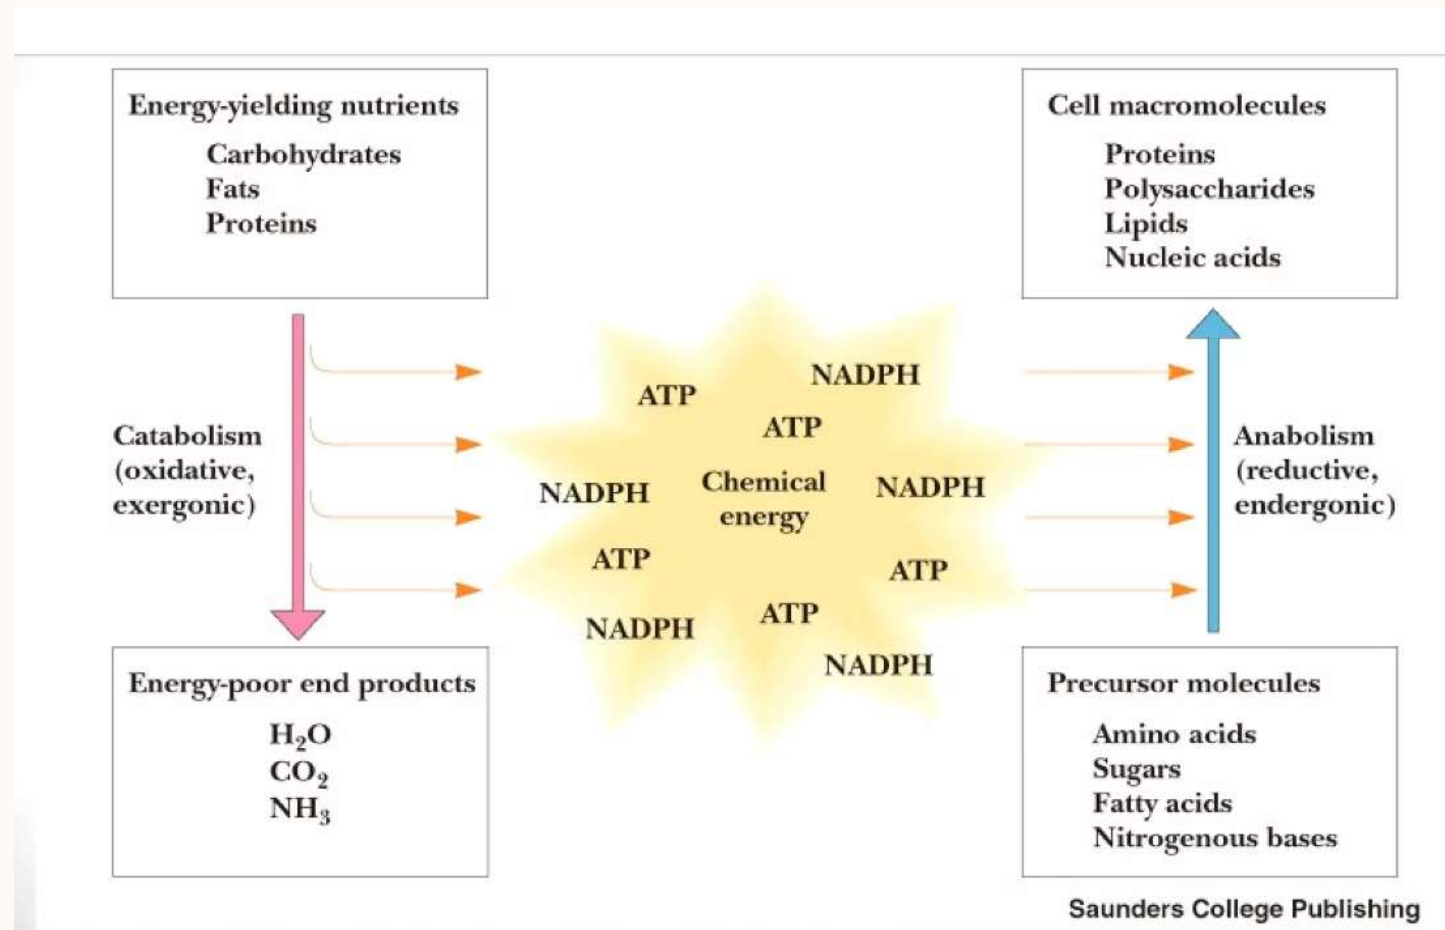 Energy-yielding nutrients
Carbohydrates
Fats
Proteins
Cell macromolecules
Proteins
Polysaccharides
Lipids
Nucleic acids
Catabolism
(oxidative,
exergonic)
ATP
NADPH
ATP
NADPH
Chemical
energy
NADPH
ATP
ATP
ATP
NADPH
NADPH
Anabolism
(reductive,
endergonic)
Energy-poor end products
H₂O
CO₂
NH₃
Precursor molecules
Amino acids
Sugars
Fatty acids
Nitrogenous bases
Saunders College Publishing